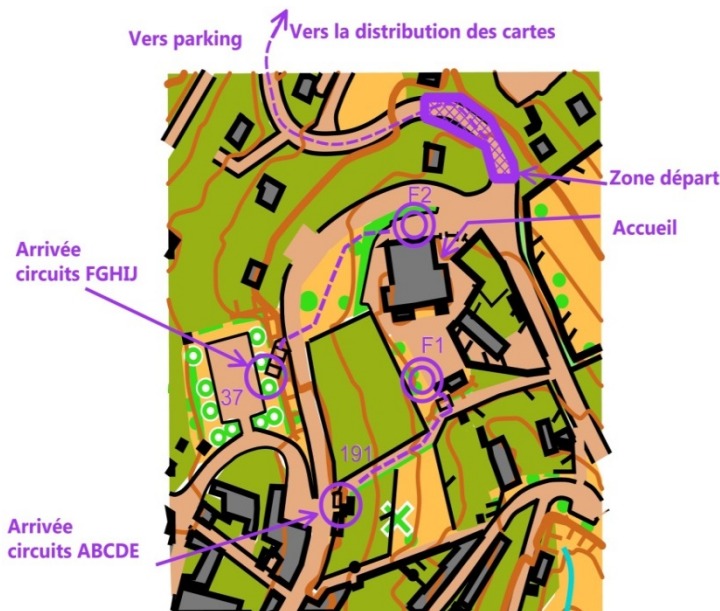 Vers parking
Vers la distribution des cartes
Zone départ
F2
Accueil
Arrivée
circuits FGHIJ
F1
37
191
Arrivée
circuits ABCDE